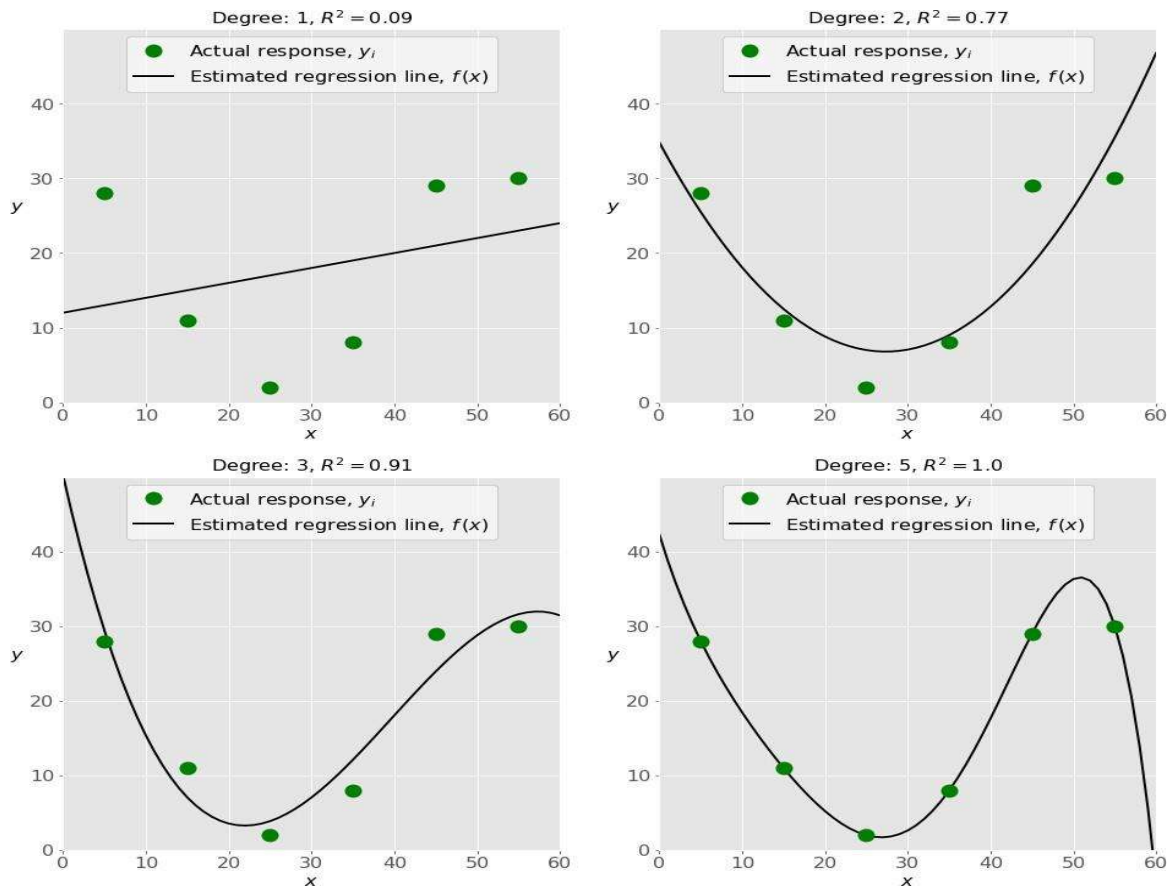 Degree: 1, R² = 0.09
Actual response, yᵢ
Estimated regression line, f(x)
40
30
y
20
10
0
0 10 20 30 40 50 60
x
Degree: 2, R² = 0.77
Actual response, yᵢ
Estimated regression line, f(x)
40
30
y
20
10
0
0 10 20 30 40 50 60
x
Degree: 3, R² = 0.91
Actual response, yᵢ
Estimated regression line, f(x)
40
30
y
20
10
0
0 10 20 30 40 50 60
x
Degree: 5, R² = 1.0
Actual response, yᵢ
Estimated regression line, f(x)
40
30
y
20
10
0
0 10 20 30 40 50 60
x